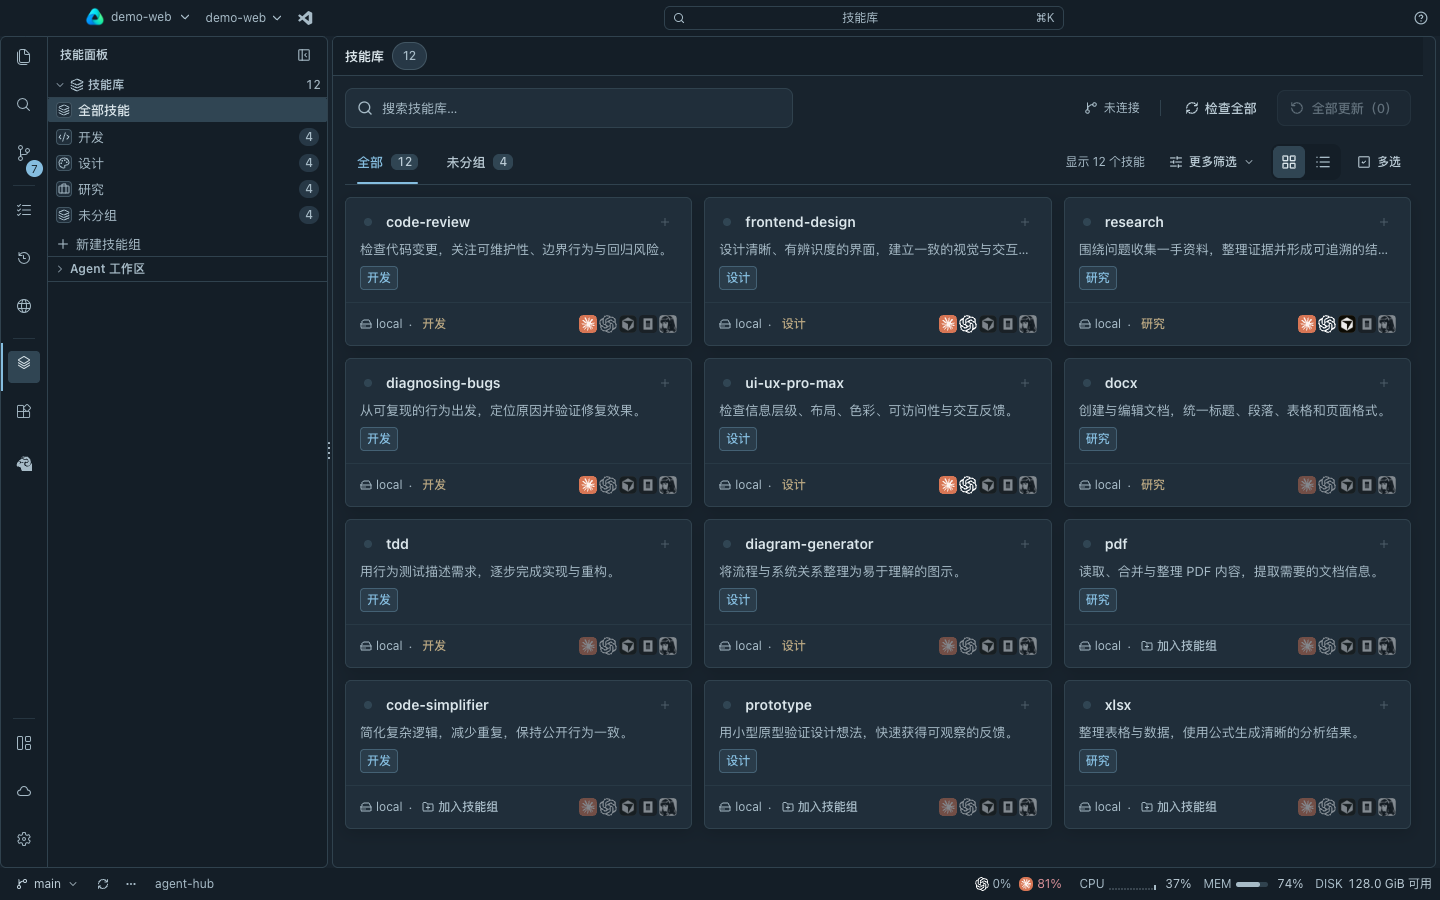 demo-web demo-web 技能库 ⌘K
技能面板
技能库 12
全部技能
开发 4
设计 4
研究 4
未分组 4
新建技能组
Agent 工作区
7
技能库 12
搜索技能库... 未连接 检查全部 全部更新（0）
全部 12 未分组 4 显示 12 个技能 更多筛选 多选
code-review
检查代码变更，关注可维护性、边界行为与回归风险。
开发
local · 开发
frontend-design
设计清晰、有辨识度的界面，建立一致的视觉与交互...
设计
local · 设计
research
围绕问题收集一手资料，整理证据并形成可追溯的结...
研究
local · 研究
diagnosing-bugs
从可复现的行为出发，定位原因并验证修复效果。
开发
local · 开发
ui-ux-pro-max
检查信息层级、布局、色彩、可访问性与交互反馈。
设计
local · 设计
docx
创建与编辑文档，统一标题、段落、表格和页面格式。
研究
local · 研究
tdd
用行为测试描述需求，逐步完成实现与重构。
开发
local · 开发
diagram-generator
将流程与系统关系整理为易于理解的图示。
设计
local · 设计
pdf
读取、合并与整理 PDF 内容，提取需要的文档信息。
研究
local · 加入技能组
code-simplifier
简化复杂逻辑，减少重复，保持公开行为一致。
开发
local · 加入技能组
prototype
用小型原型验证设计想法，快速获得可观察的反馈。
设计
local · 加入技能组
xlsx
整理表格与数据，使用公式生成清晰的分析结果。
研究
local · 加入技能组
main agent-hub 0% 81% CPU 37% MEM 74% DISK 128.0 GiB 可用